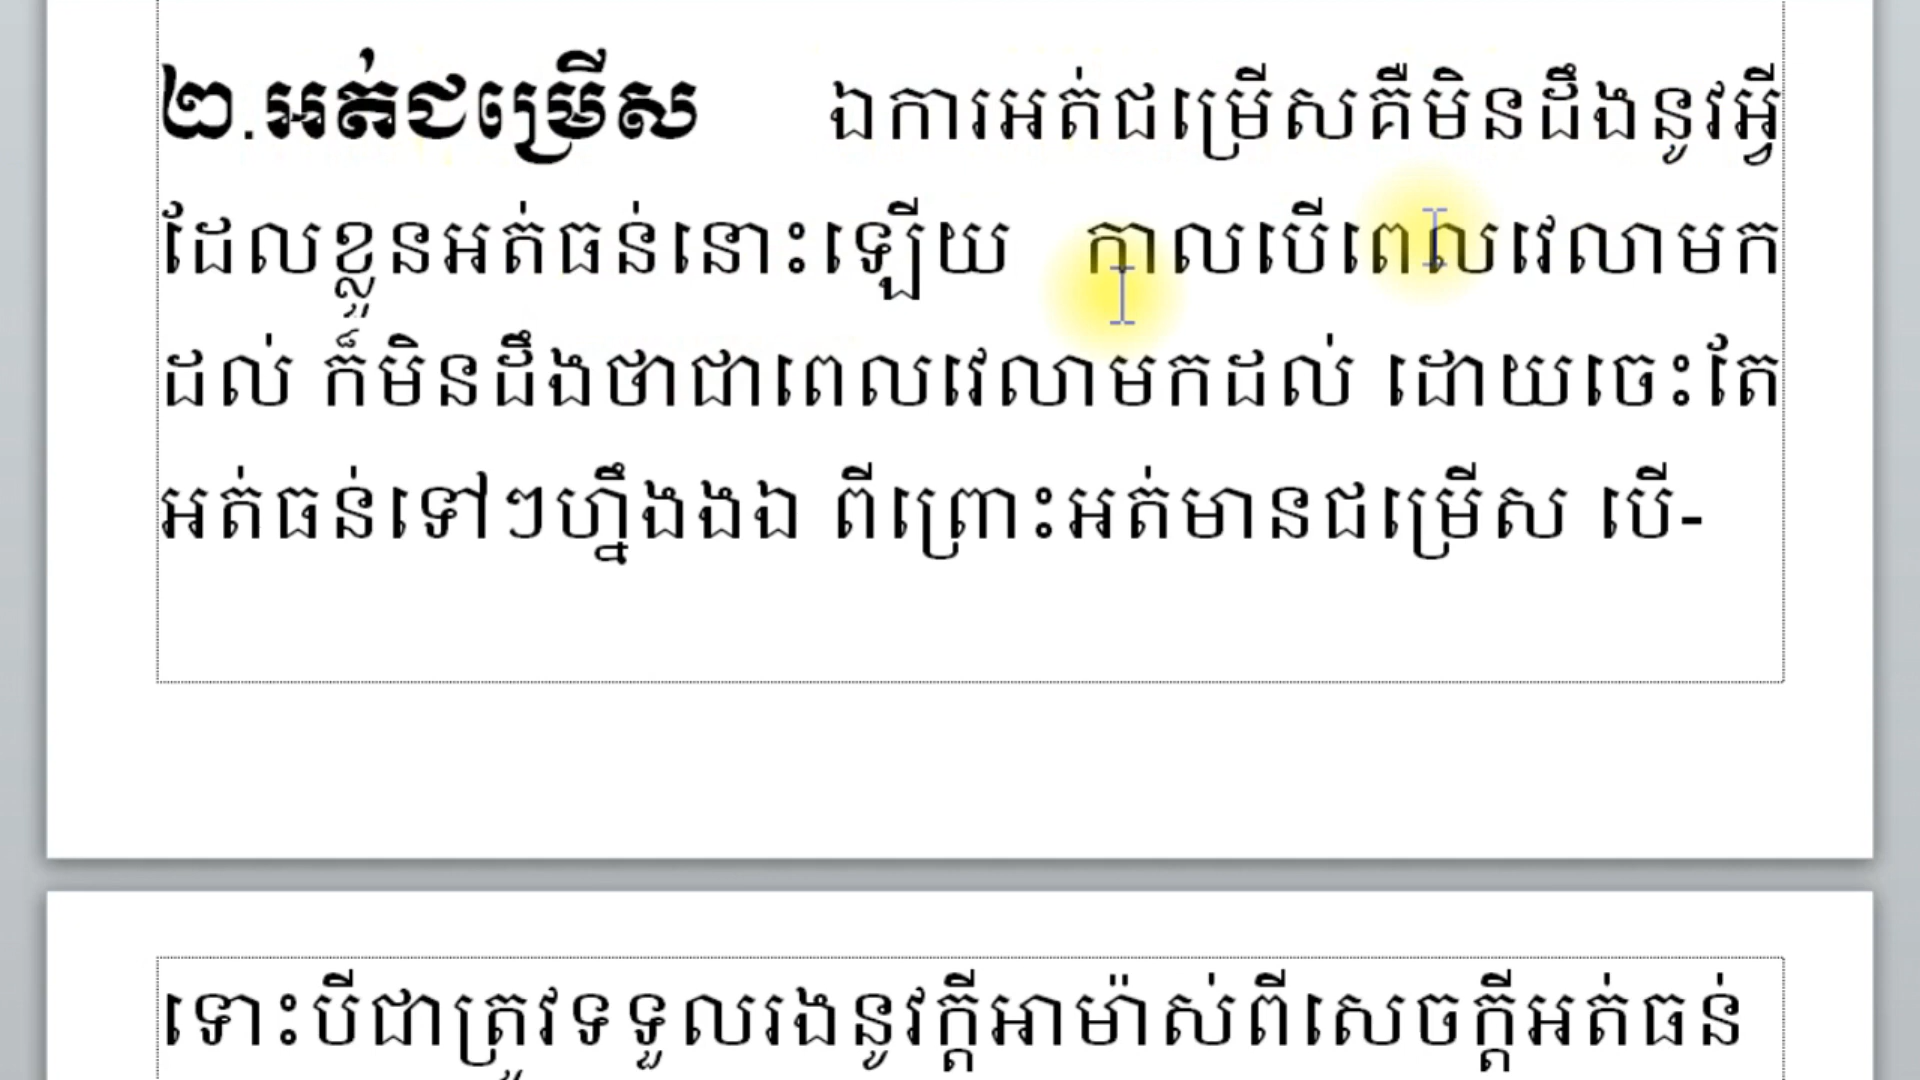 ២.អត់ជម្រើស ឯការអត់ជម្រើសគឺមិនដឹងនូវអ្វី
ដែលខ្លួនអត់ធន់នោះឡើយ កាលបើពេលវេលាមក
ដល់ ក៏មិនដឹងថាជាពេលវេលាមកដល់ ដោយចេះតែ
អត់ធន់ទៅៗហ្នឹងងឯ ពីព្រោះអត់មានជម្រើស បើ-
ទោះបីជាត្រូវទទួលរងនូវក្ដីអាម៉ាស់ពីសេចក្ដីអត់ធន់